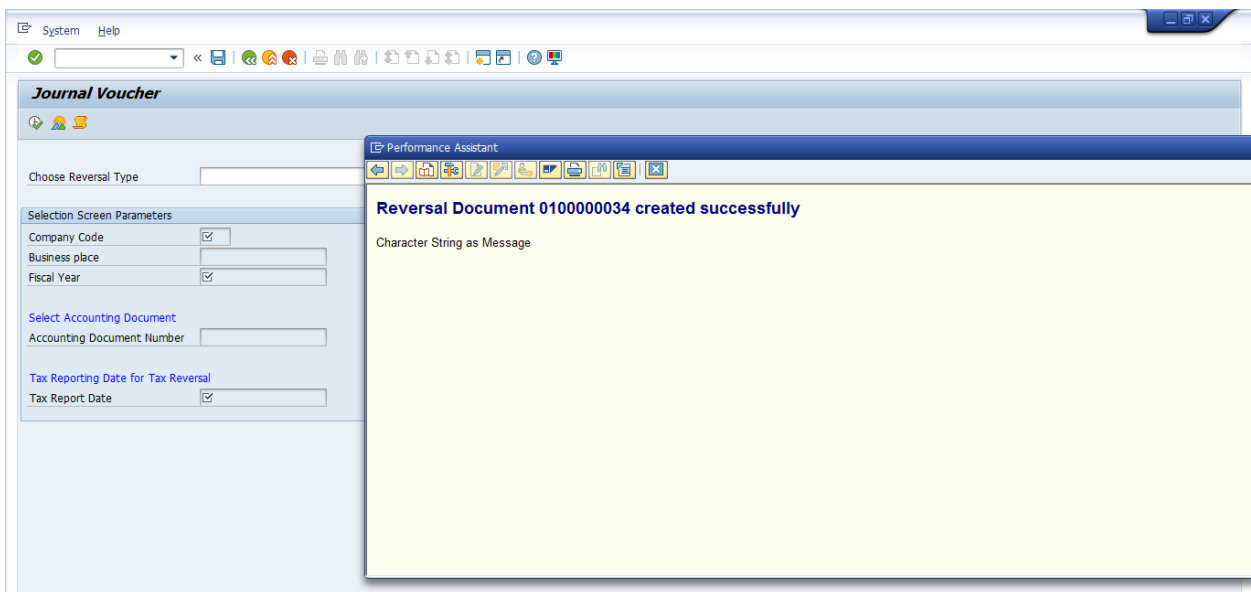 System Help
Journal Voucher
Performance Assistant
Choose Reversal Type
Reversal Document 0100000034 created successfully
Character String as Message
Selection Screen Parameters
Company Code
Business place
Fiscal Year
Select Accounting Document
Accounting Document Number
Tax Reporting Date for Tax Reversal
Tax Report Date